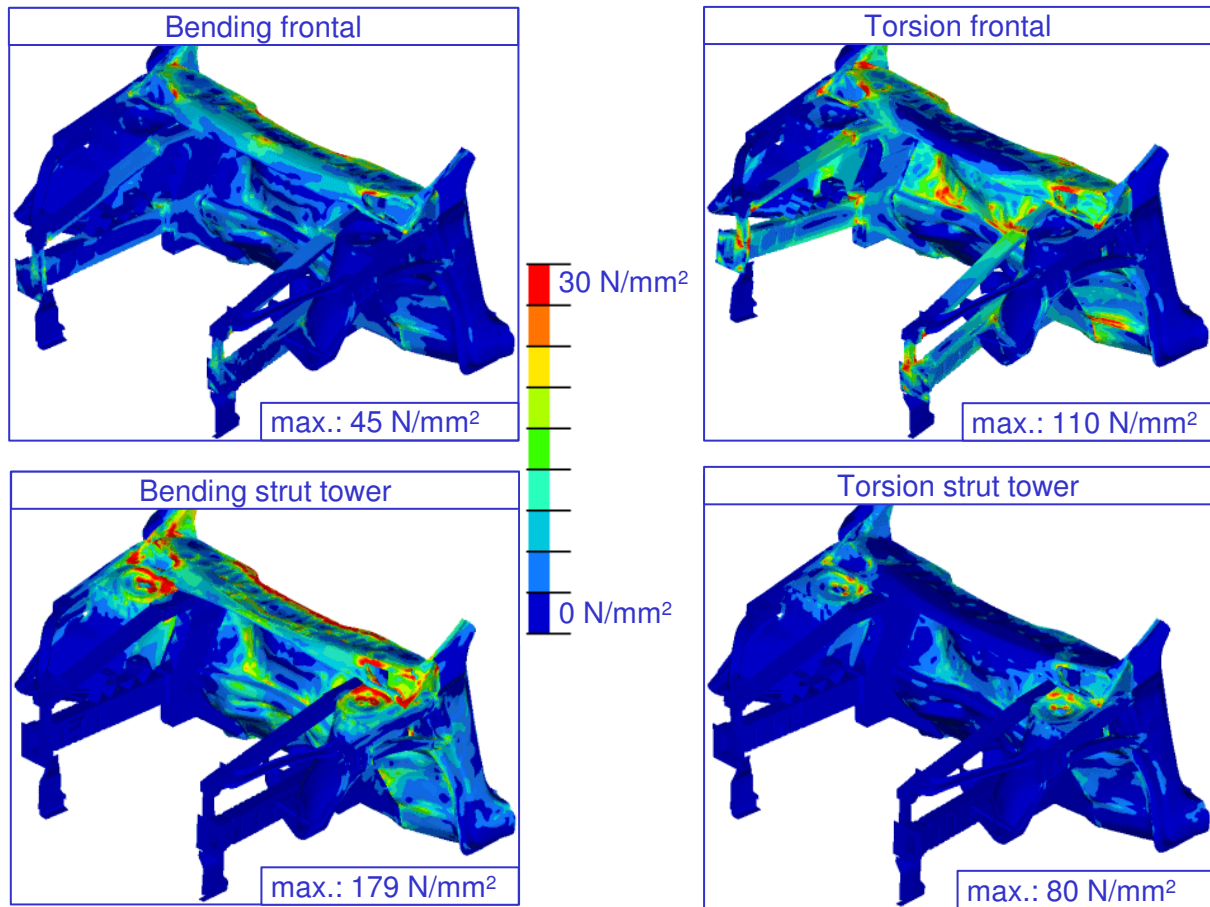 Bending frontal
Torsion frontal
30 N/mm²
max.: 45 N/mm²
max.: 110 N/mm²
Bending strut tower
Torsion strut tower
0 N/mm²
max.: 179 N/mm²
max.: 80 N/mm²